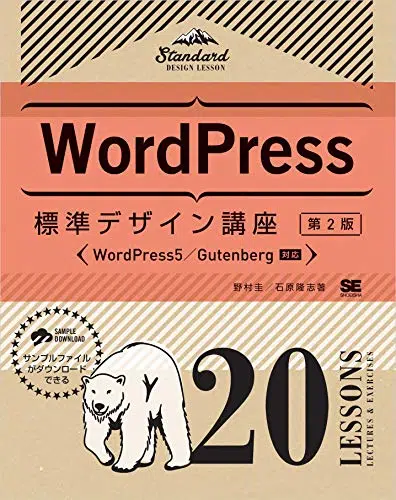 Standard
DESIGN LESSON
WordPress
標準デザイン講座 第2版
WordPress5/Gutenberg 対応
野村圭/石原隆志著
SE
SHOEISHA
SAMPLE
DOWNLOAD
サンプルファイル
がダウンロード
できる
20
LESSONS
LECTURES & EXERCISES